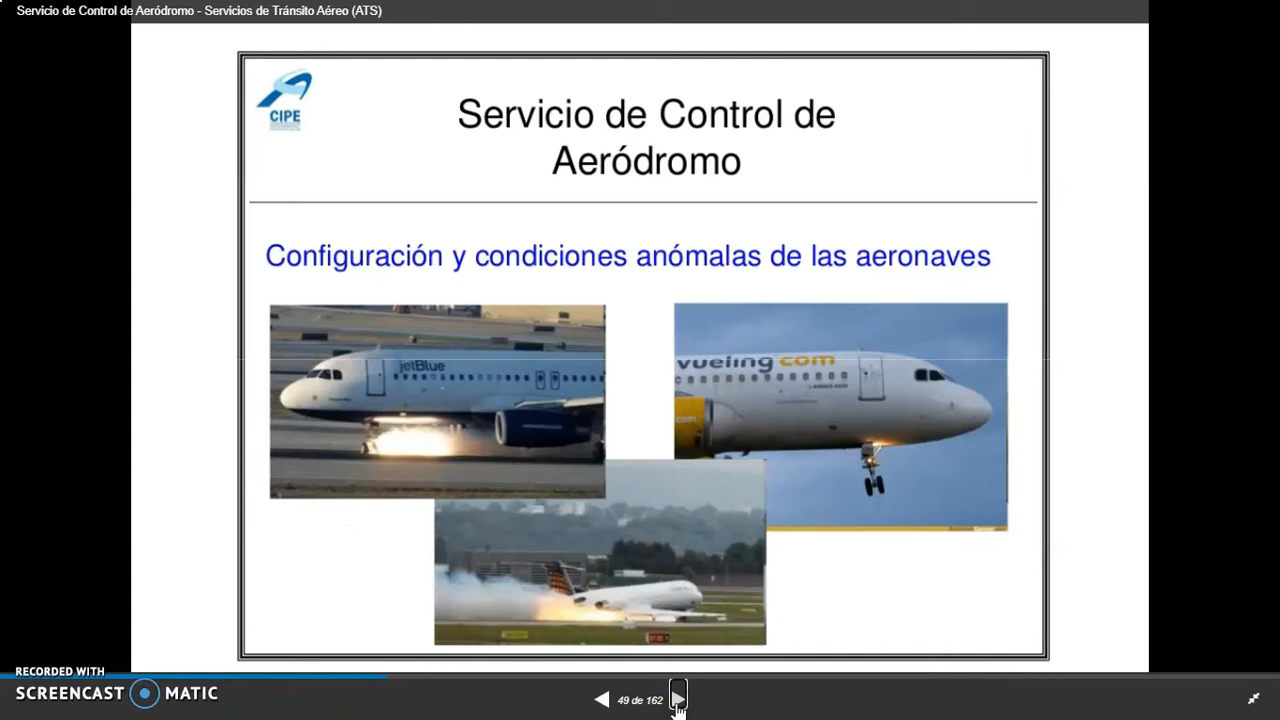 Servicio de Control de Aeródromo - Servicios de Tránsito Aéreo (ATS)
CIPE
Servicio de Control de
Aeródromo
Configuración y condiciones anómalas de las aeronaves
jetBlue
vueling com
.com
RECORDED WITH
SCREENCAST MATIC
49 de 162